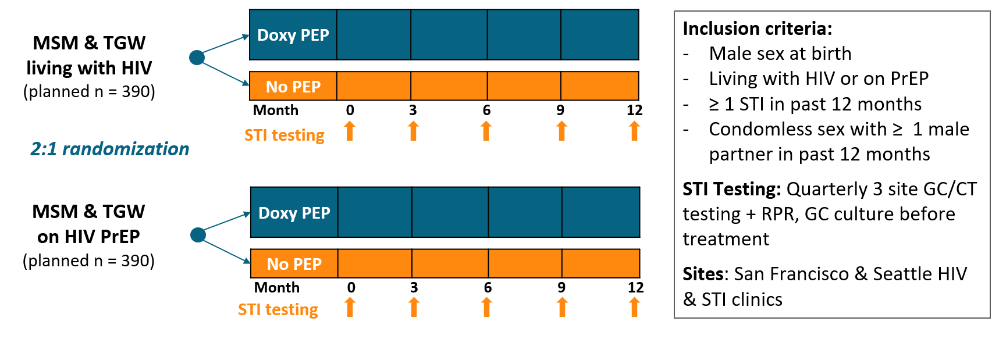 MSM & TGW
living with HIV
(planned n = 390)
Doxy PEP
No PEP
Month 0 3 6 9 12
STI testing
2:1 randomization
MSM & TGW
on HIV PrEP
(planned n = 390)
Doxy PEP
No PEP
Month 0 3 6 9 12
STI testing
Inclusion criteria:
- Male sex at birth
- Living with HIV or on PrEP
- ≥ 1 STI in past 12 months
- Condomless sex with ≥ 1 male
partner in past 12 months
STI Testing: Quarterly 3 site GC/CT
testing + RPR, GC culture before
treatment
Sites: San Francisco & Seattle HIV
& STI clinics